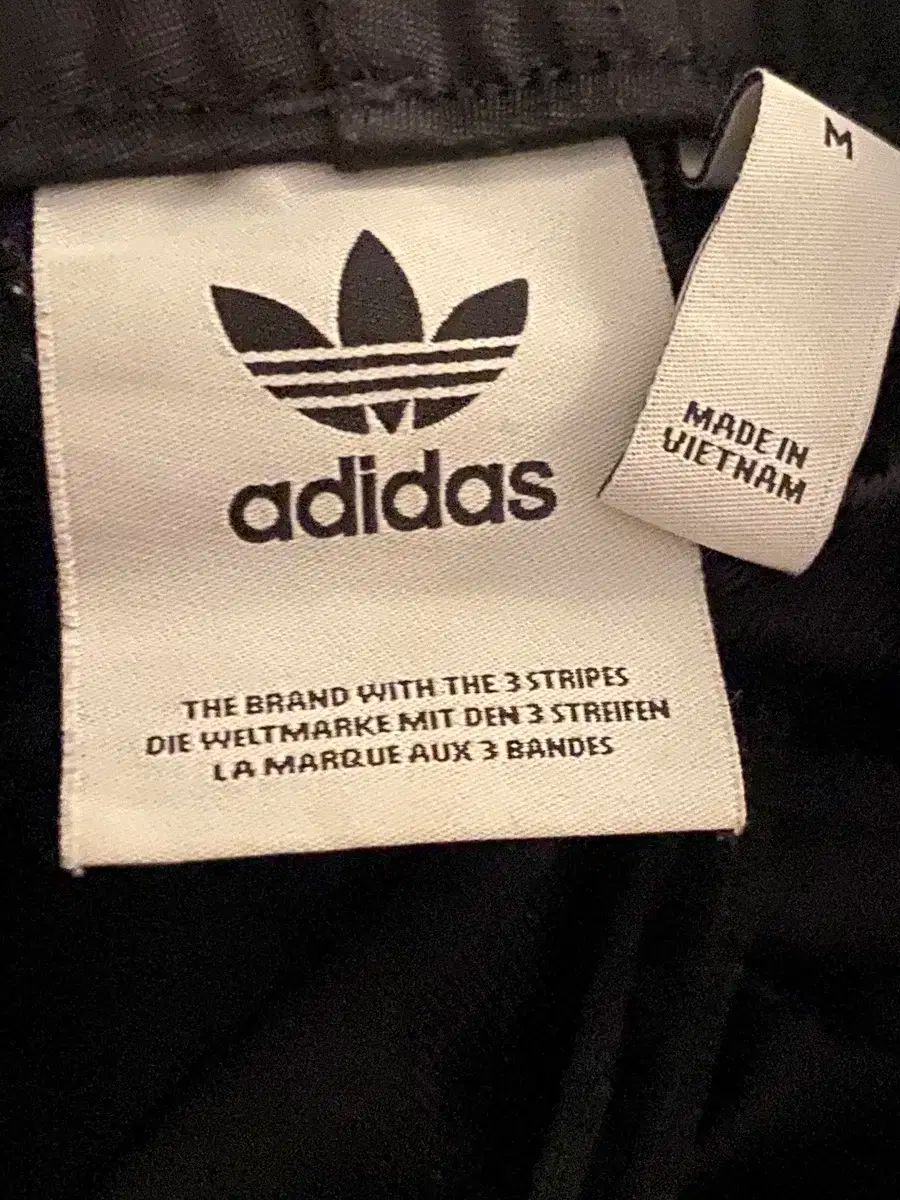 adidas
THE BRAND WITH THE 3 STRIPES
DIE WELTMARKE MIT DEN 3 STREIFEN
LA MARQUE AUX 3 BANDES
M
MADE IN
VIETNAM